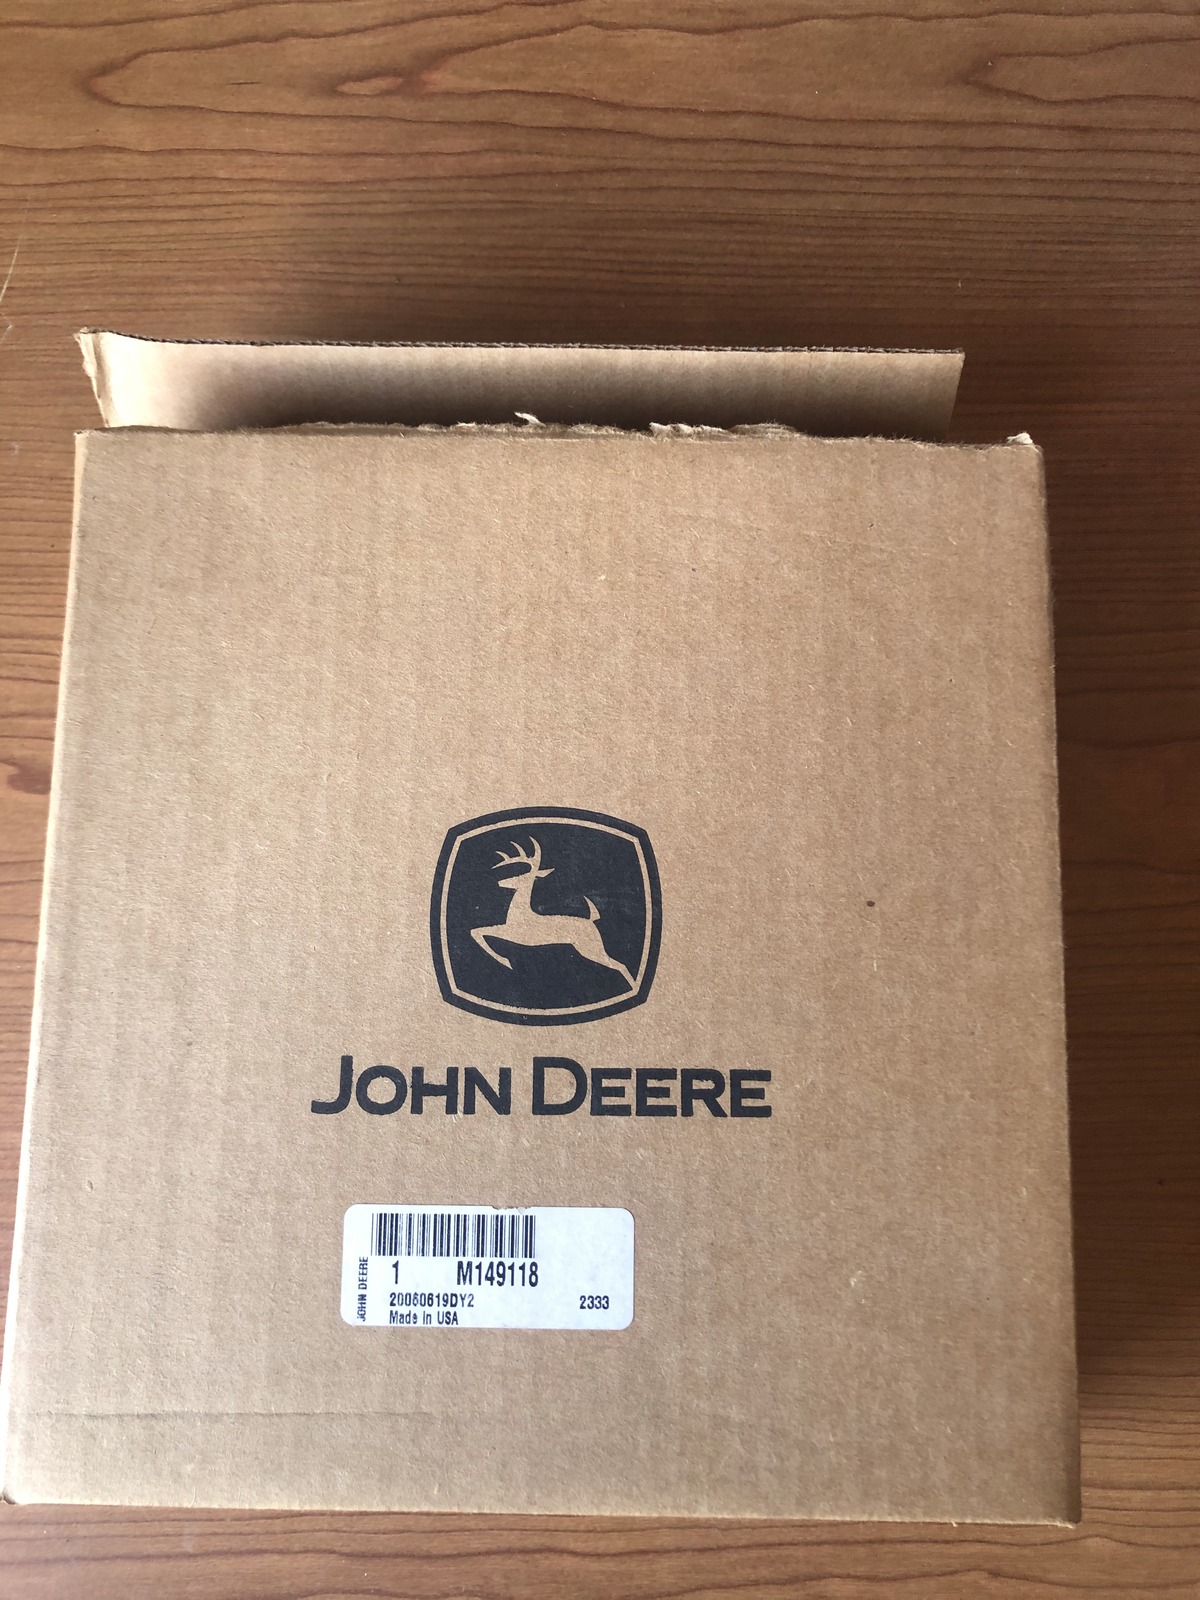 JOHN DEERE
JOHN DEERE
1 M149118
20060619DY2 2333
Made in USA